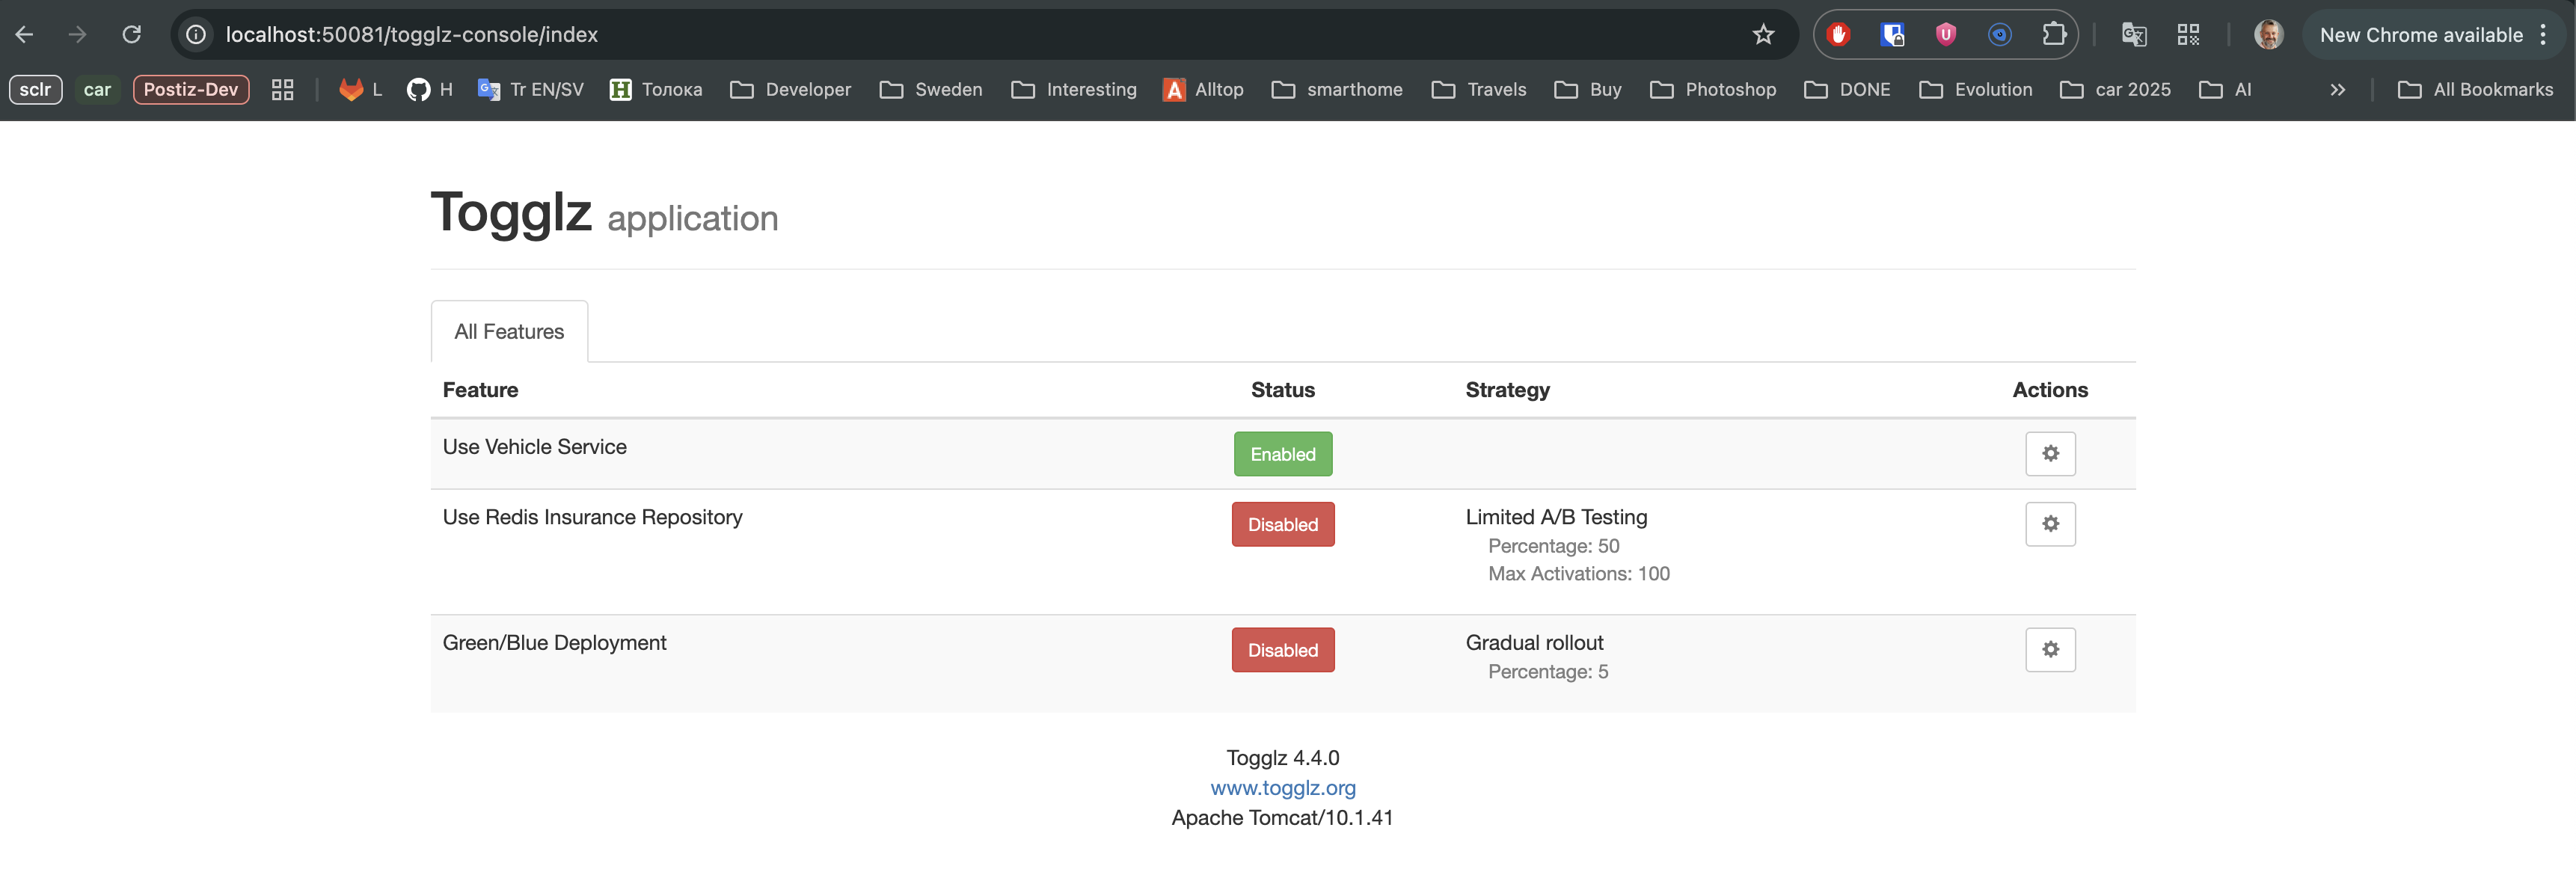 localhost:50081/togglz-console/index
New Chrome available
sclr car Postiz-Dev L H Tr EN/SV Толока Developer Sweden Interesting Alltop smarthome Travels Buy Photoshop DONE Evolution car 2025 AI » All Bookmarks
Togglz application
All Features
Feature Status Strategy Actions
Use Vehicle Service Enabled
Use Redis Insurance Repository Disabled Limited A/B Testing
Percentage: 50
Max Activations: 100
Green/Blue Deployment Disabled Gradual rollout
Percentage: 5
Togglz 4.4.0
www.togglz.org
Apache Tomcat/10.1.41